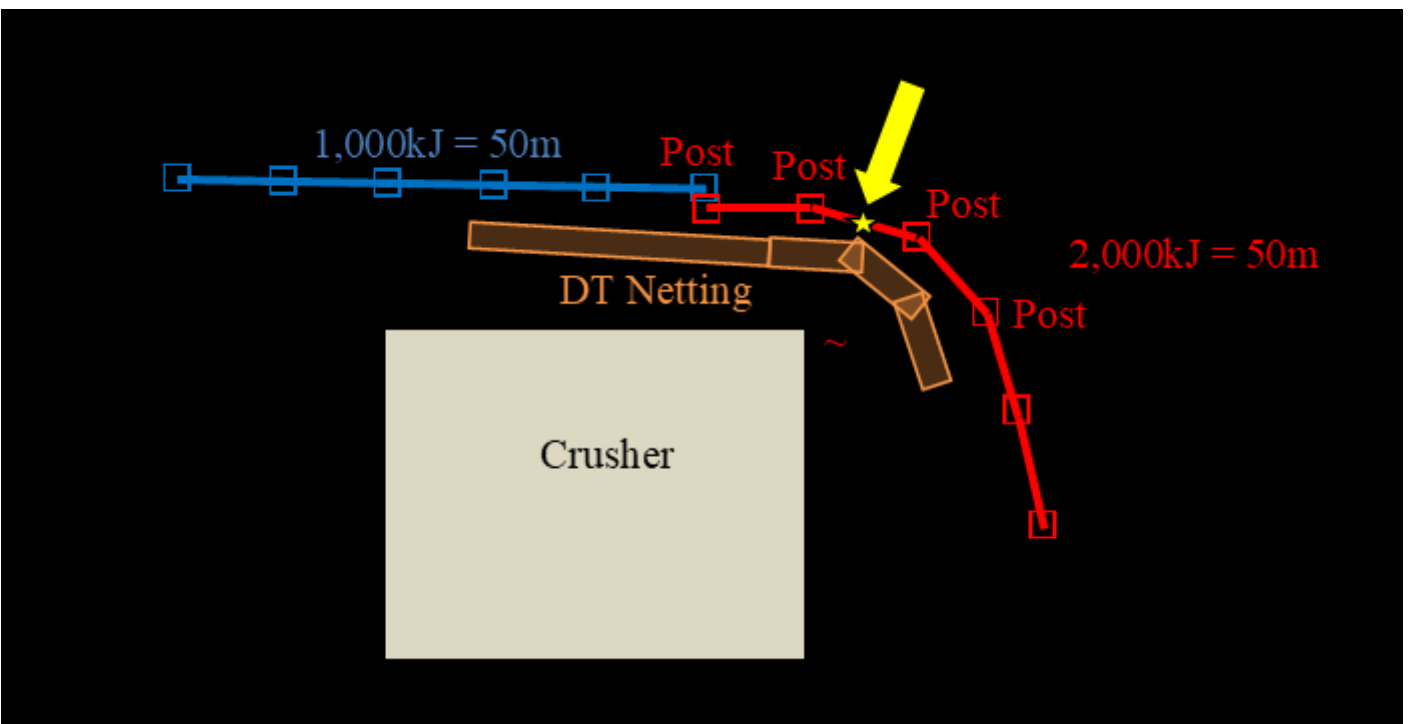 1,000kJ = 50m
Post
Post
Post
2,000kJ = 50m
DT Netting
Post
~
Crusher